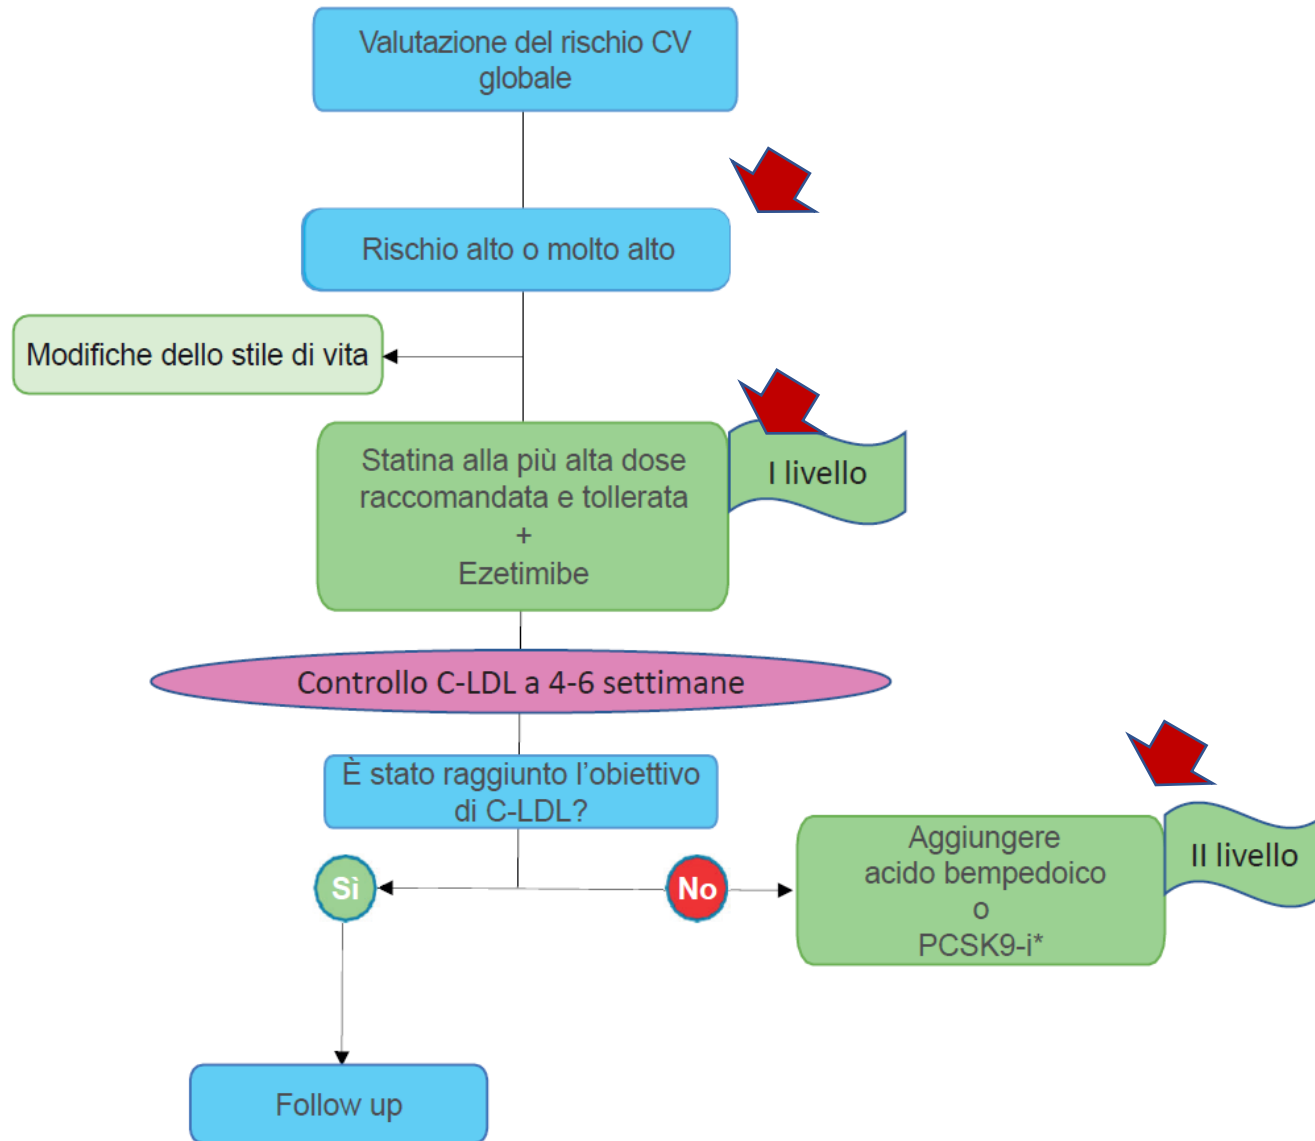 Valutazione del rischio CV
globale
Rischio alto o molto alto
Modifiche dello stile di vita
Statina alla più alta dose
raccomandata e tollerata
+
Ezetimibe
I livello
Controllo C-LDL a 4-6 settimane
È stato raggiunto l’obiettivo
di C-LDL?
Sì
No
Aggiungere
acido bempedoico
o
PCSK9-i*
II livello
Follow up